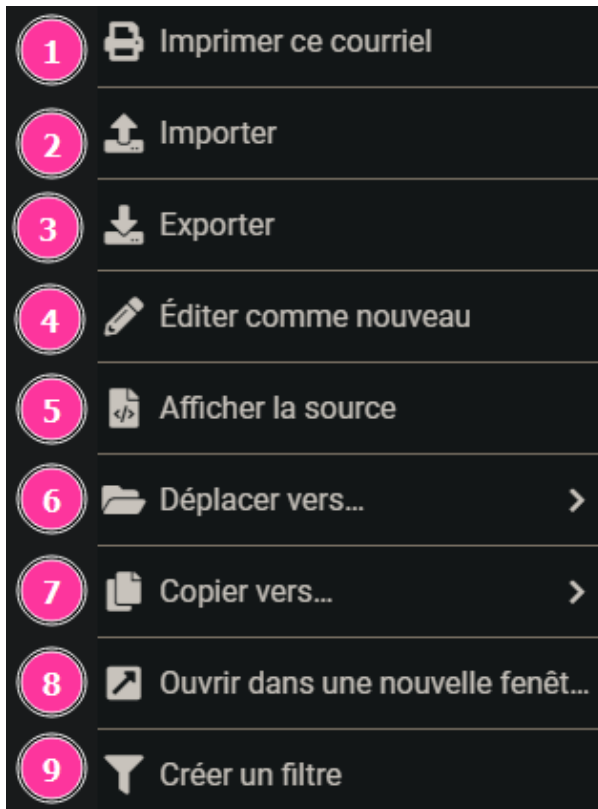 1 Imprimer ce courriel
2 Importer
3 Exporter
4 Éditer comme nouveau
5 </> Afficher la source
6 Déplacer vers…
7 Copier vers…
8 Ouvrir dans une nouvelle fenêt…
9 Créer un filtre